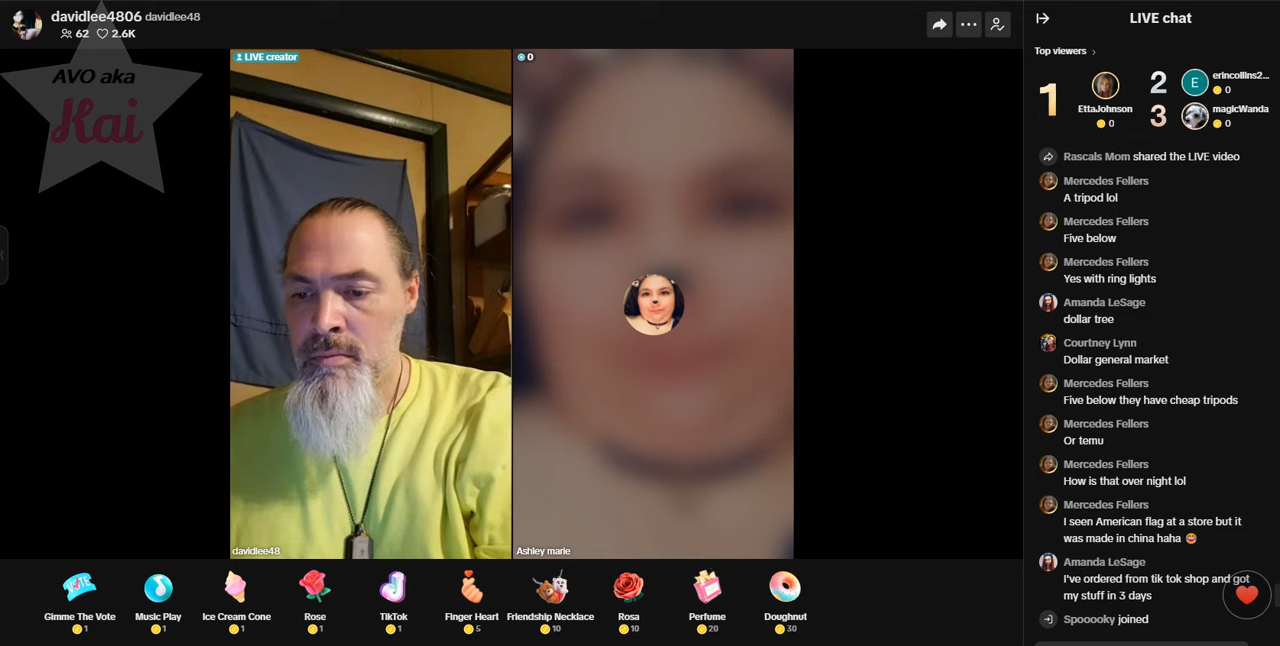 davidlee4806 davidlee48
62 2.6K
AVO aka
Kai
LIVE creator
0
davidlee48
Ashley marie
Gimme The Vote
1
Music Play
1
Ice Cream Cone
1
Rose
1
TikTok
1
Finger Heart
5
Friendship Necklace
10
Rosa
10
Perfume
20
Doughnut
30
LIVE chat
Top viewers
1
EttaJohnson
0
2
E
erincollins2...
0
3
magicWanda
0
Rascals Mom shared the LIVE video
Mercedes Fellers
A tripod lol
Mercedes Fellers
Five below
Mercedes Fellers
Yes with ring lights
Amanda LeSage
dollar tree
Courtney Lynn
Dollar general market
Mercedes Fellers
Five below they have cheap tripods
Mercedes Fellers
Or temu
Mercedes Fellers
How is that over night lol
Mercedes Fellers
I seen American flag at a store but it
was made in china haha 😂
Amanda LeSage
I've ordered from tik tok shop and got
my stuff in 3 days
Spooooky joined